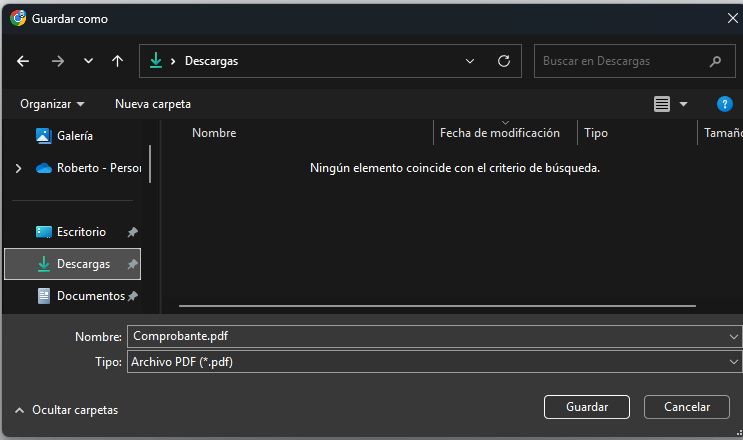 Guardar como
Descargas
Buscar en Descargas
Organizar
Nueva carpeta
?
Galería
Nombre
Fecha de modificación
Tipo
Tamaño
Roberto - Person
Ningún elemento coincide con el criterio de búsqueda.
Escritorio
Descargas
Documentos
Nombre: Comprobante.pdf
Tipo: Archivo PDF (*.pdf)
Ocultar carpetas
Guardar
Cancelar